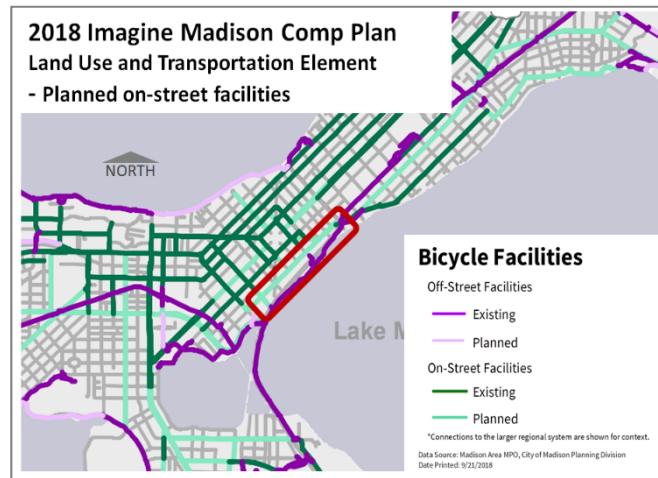 2018 Imagine Madison Comp Plan
Land Use and Transportation Element
- Planned on-street facilities
NORTH
Lake M
Bicycle Facilities
Off-Street Facilities
Existing
Planned
On-Street Facilities
Existing
Planned
*Connections to the larger regional system are shown for context.
Data Source: Madison Area MPO, City of Madison Planning Division
Date Printed: 9/21/2018